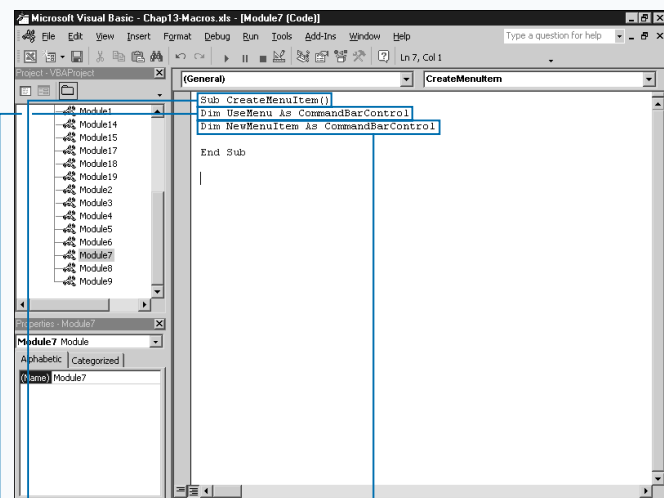 Microsoft Visual Basic - Chap13-Macros.xls - [Module7 (Code)]
File Edit View Insert Format Debug Run Tools Add-Ins Window Help Type a question for help
Ln 7, Col 1
Project - VBAProject
(General) CreateMenuItem
Module1
Module14
Module15
Module17
Module18
Module19
Module2
Module3
Module4
Module5
Module6
Module7
Module8
Module9
Sub CreateMenuItem()
Dim UseMenu As CommandBarControl
Dim NewMenuItem As CommandBarControl
End Sub
Properties - Module7
Module7 Module
Alphabetic Categorized
(Name) Module7